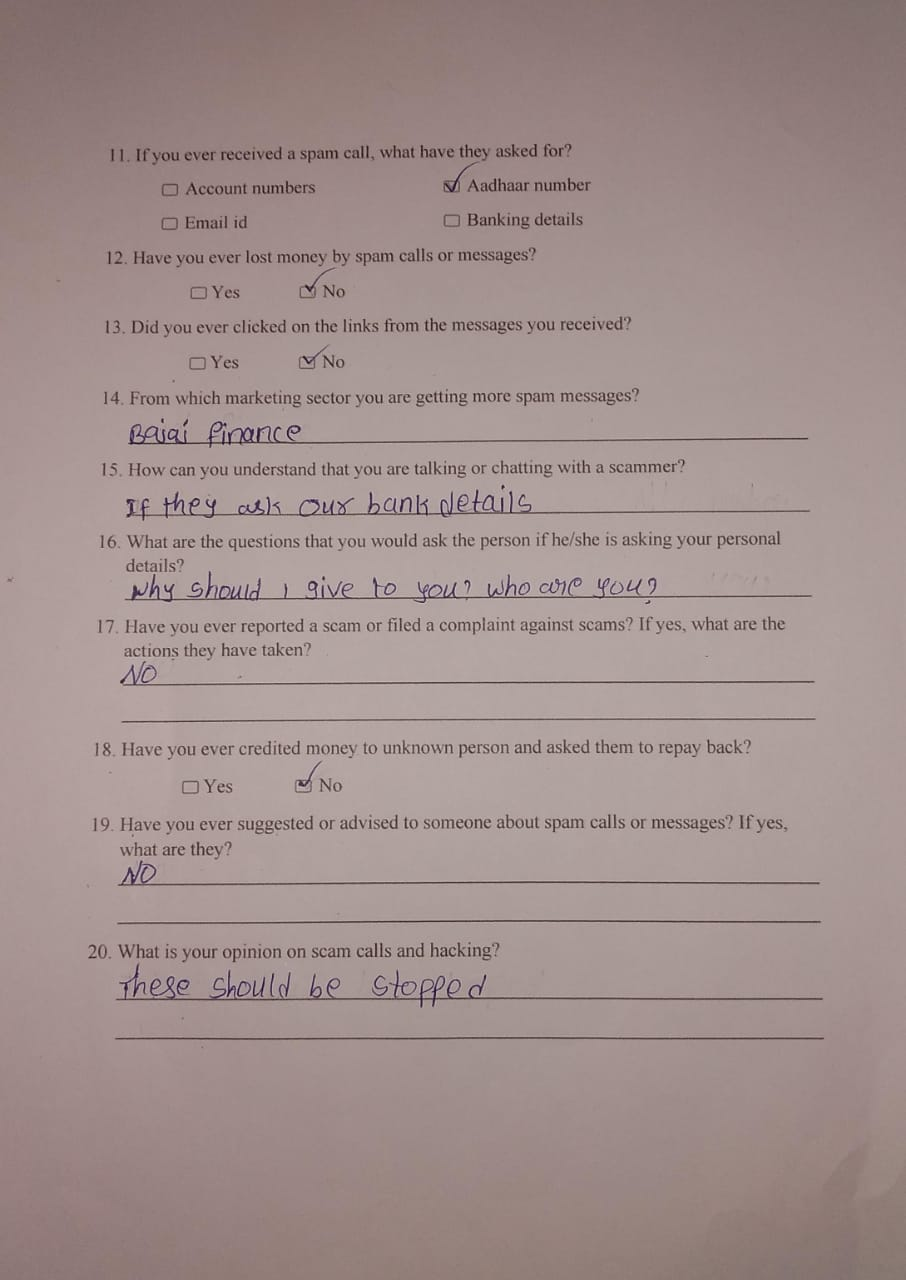 11. If you ever received a spam call, what have they asked for?
Account numbers Aadhaar number
Email id Banking details
12. Have you ever lost money by spam calls or messages?
Yes No
13. Did you ever clicked on the links from the messages you received?
Yes No
14. From which marketing sector you are getting more spam messages?
Bajaj finance
15. How can you understand that you are talking or chatting with a scammer?
If they ask our bank details
16. What are the questions that you would ask the person if he/she is asking your personal
details?
Why should I give to you? who are you?
17. Have you ever reported a scam or filed a complaint against scams? If yes, what are the
actions they have taken?
NO
18. Have you ever credited money to unknown person and asked them to repay back?
Yes No
19. Have you ever suggested or advised to someone about spam calls or messages? If yes,
what are they?
NO
20. What is your opinion on scam calls and hacking?
These should be stopped